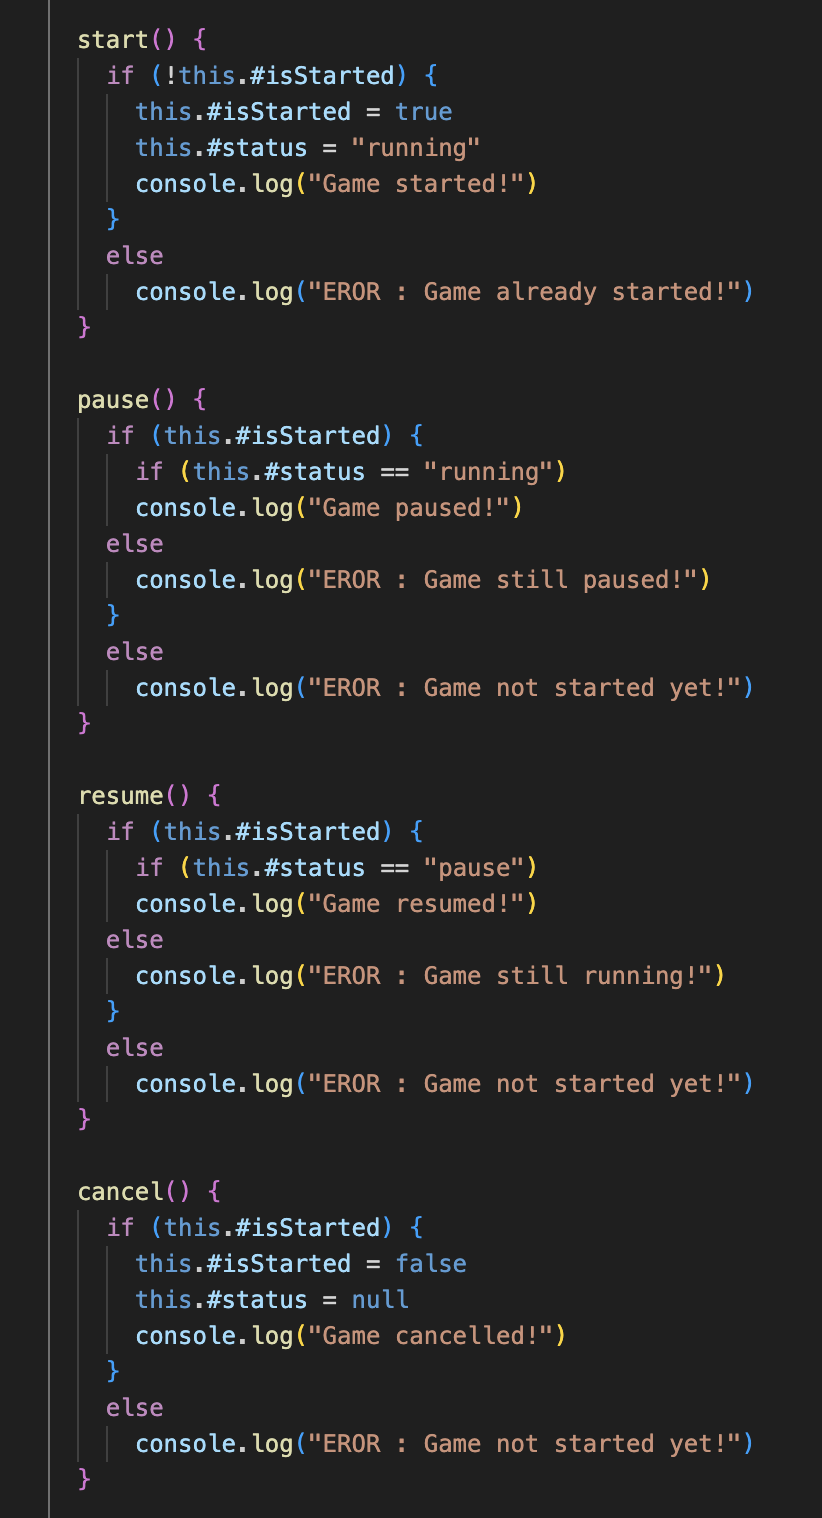 start() {
  if (!this.#isStarted) {
    this.#isStarted = true
    this.#status = "running"
    console.log("Game started!")
  }
  else
    console.log("EROR : Game already started!")
}

pause() {
  if (this.#isStarted) {
    if (this.#status == "running")
    console.log("Game paused!")
  else
    console.log("EROR : Game still paused!")
  }
  else
    console.log("EROR : Game not started yet!")
}

resume() {
  if (this.#isStarted) {
    if (this.#status == "pause")
    console.log("Game resumed!")
  else
    console.log("EROR : Game still running!")
  }
  else
    console.log("EROR : Game not started yet!")
}

cancel() {
  if (this.#isStarted) {
    this.#isStarted = false
    this.#status = null
    console.log("Game cancelled!")
  }
  else
    console.log("EROR : Game not started yet!")
}